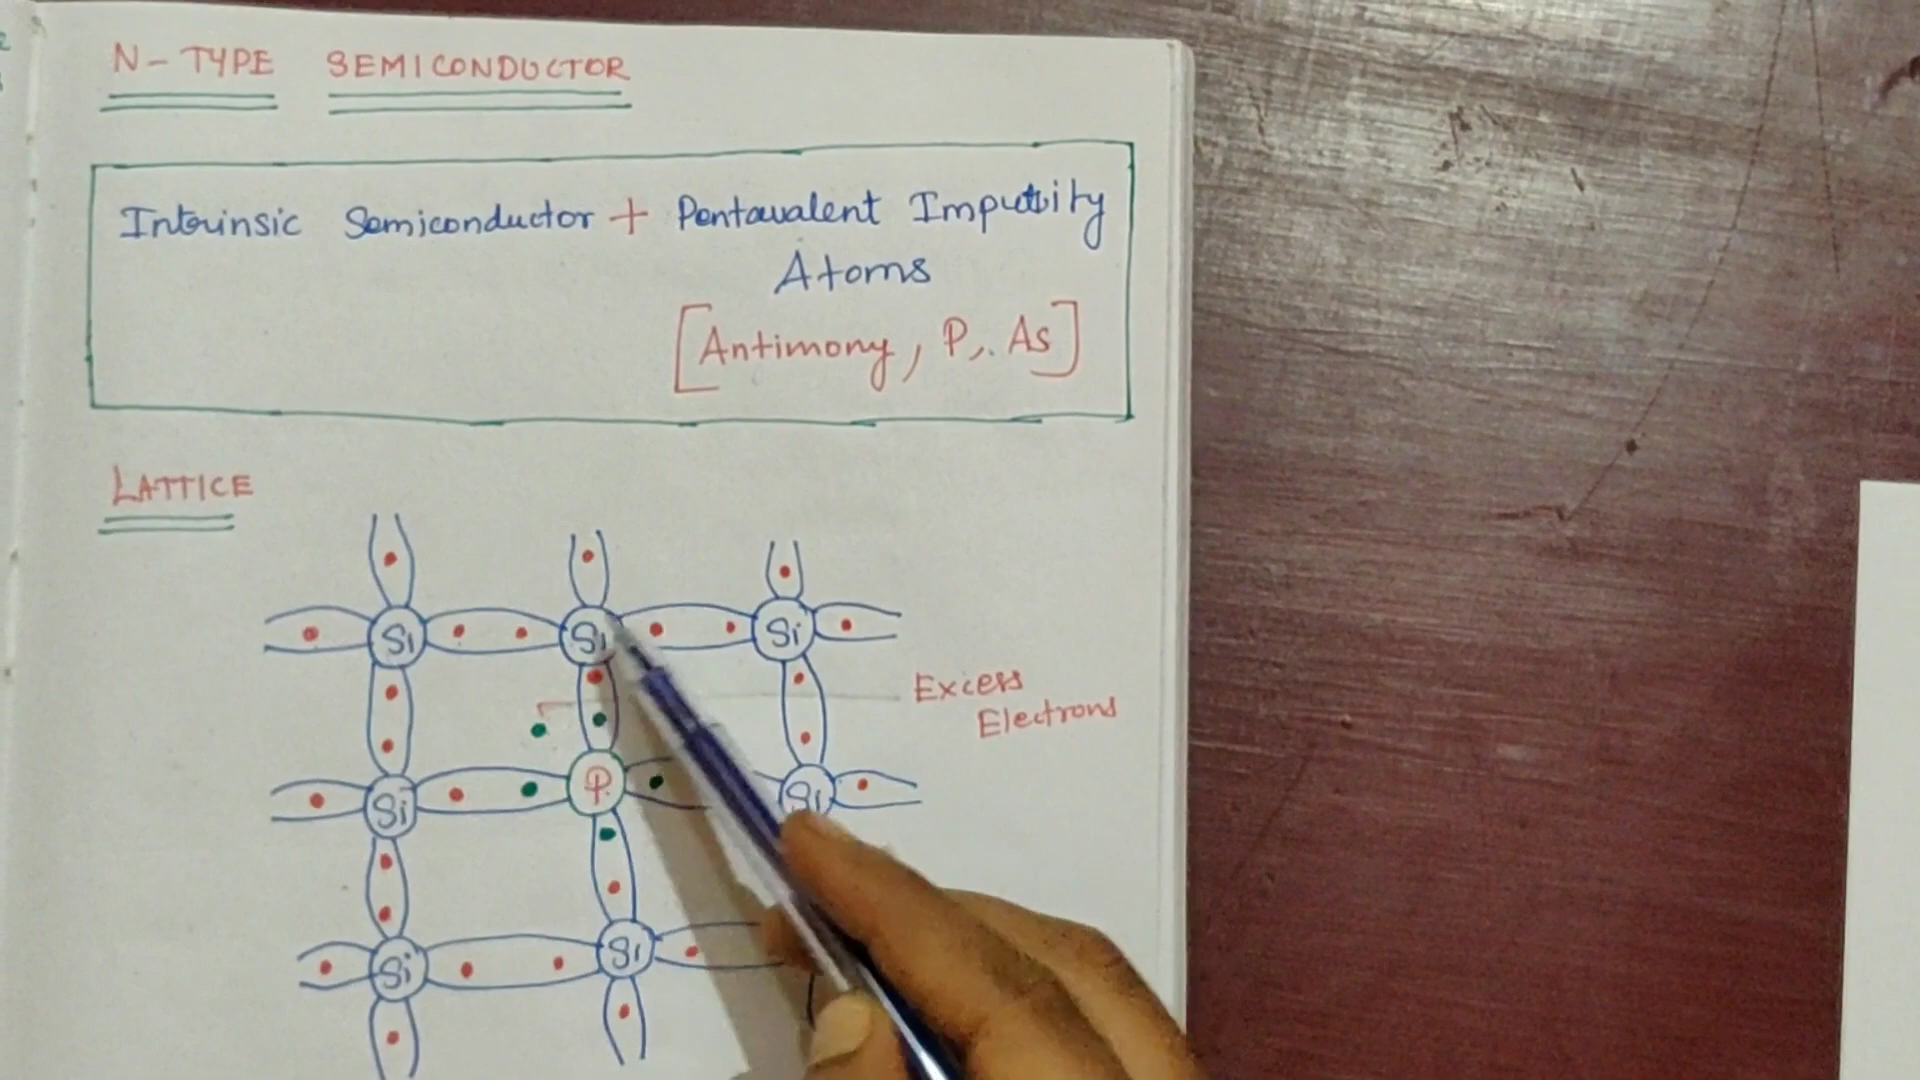 N-TYPE SEMICONDUCTOR
Intrinsic Semiconductor + Pentavalent Impurity
Atoms
[Antimony, P, As]
LATTICE
Si Si Si
Excess
Electrons
Si P Si
Si Si